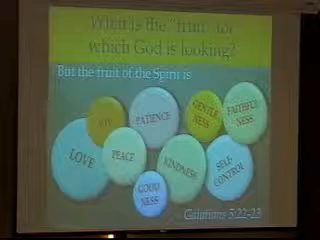 What is the "fruit" for
which God is looking?
But the fruit of the Spirit is
JOY
PATIENCE
GENTLE
NESS
FAITHFUL
NESS
LOVE
PEACE
KINDNESS
SELF-
CONTROL
GOOD
NESS
Galatians 5:22-23